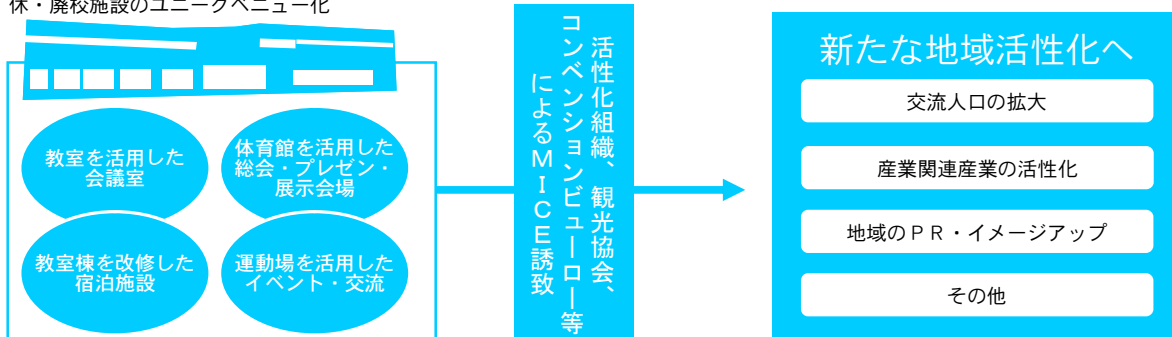 休・廃校施設のユニークベニュー化
教室を活用した
会議室
体育館を活用した
総会・プレゼン・
展示会場
教室棟を改修した
宿泊施設
運動場を活用した
イベント・交流
活性化組織、観光協会、
コンベンションビューロー等
によるＭＩＣＥ誘致
新たな地域活性化へ
交流人口の拡大
産業関連産業の活性化
地域のＰＲ・イメージアップ
その他